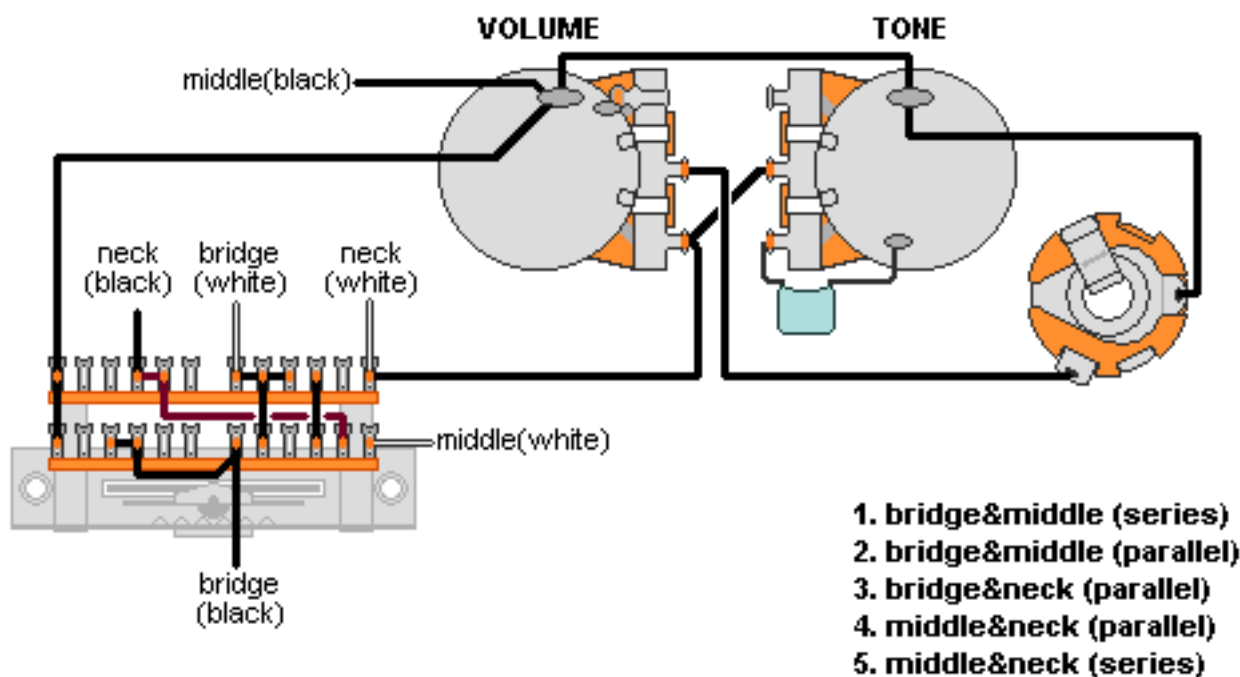 VOLUME
TONE
middle(black)
neck
(black)
bridge
(white)
neck
(white)
middle(white)
bridge
(black)
1. bridge&middle (series)
2. bridge&middle (parallel)
3. bridge&neck (parallel)
4. middle&neck (parallel)
5. middle&neck (series)